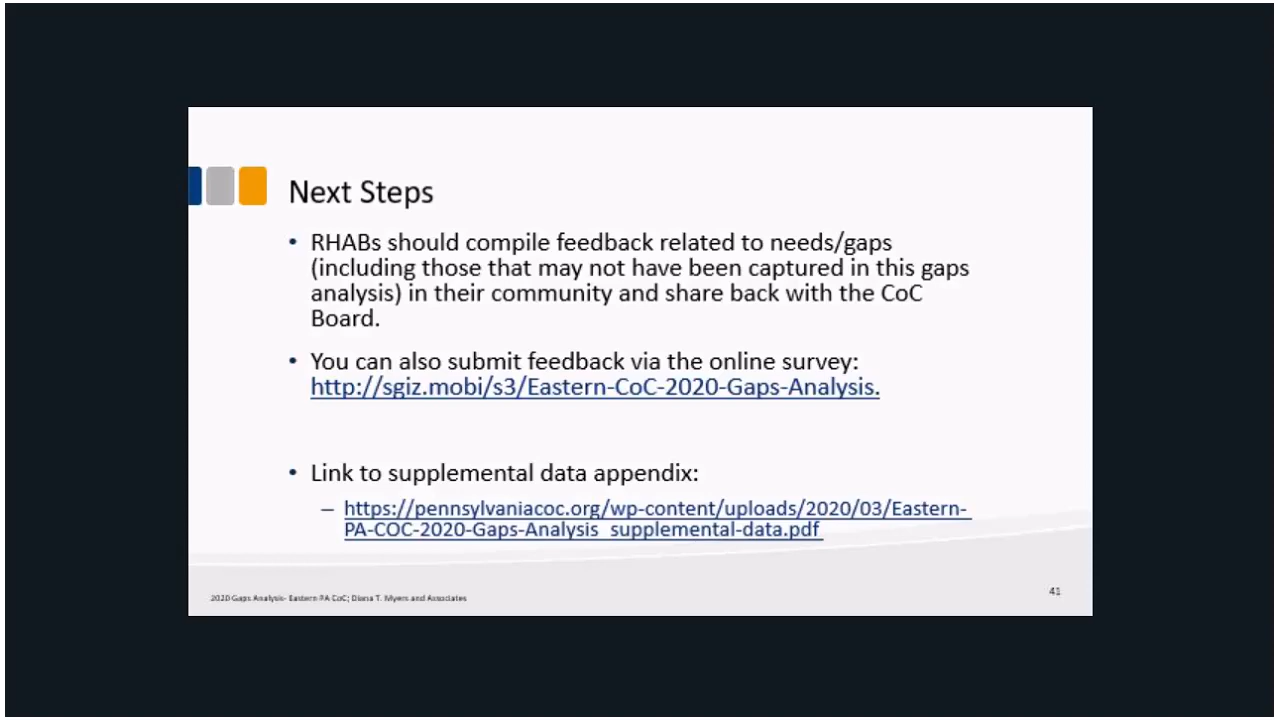 Next Steps
• RHABs should compile feedback related to needs/gaps
(including those that may not have been captured in this gaps
analysis) in their community and share back with the CoC
Board.
• You can also submit feedback via the online survey:
http://sgiz.mobi/s3/Eastern-CoC-2020-Gaps-Analysis.
• Link to supplemental data appendix:
– https://pennsylvaniacoc.org/wp-content/uploads/2020/03/Eastern-
PA-COC-2020-Gaps-Analysis_supplemental-data.pdf
2020 Gaps Analysis- Eastern PA CoC; Diana T. Myers and Associates
41